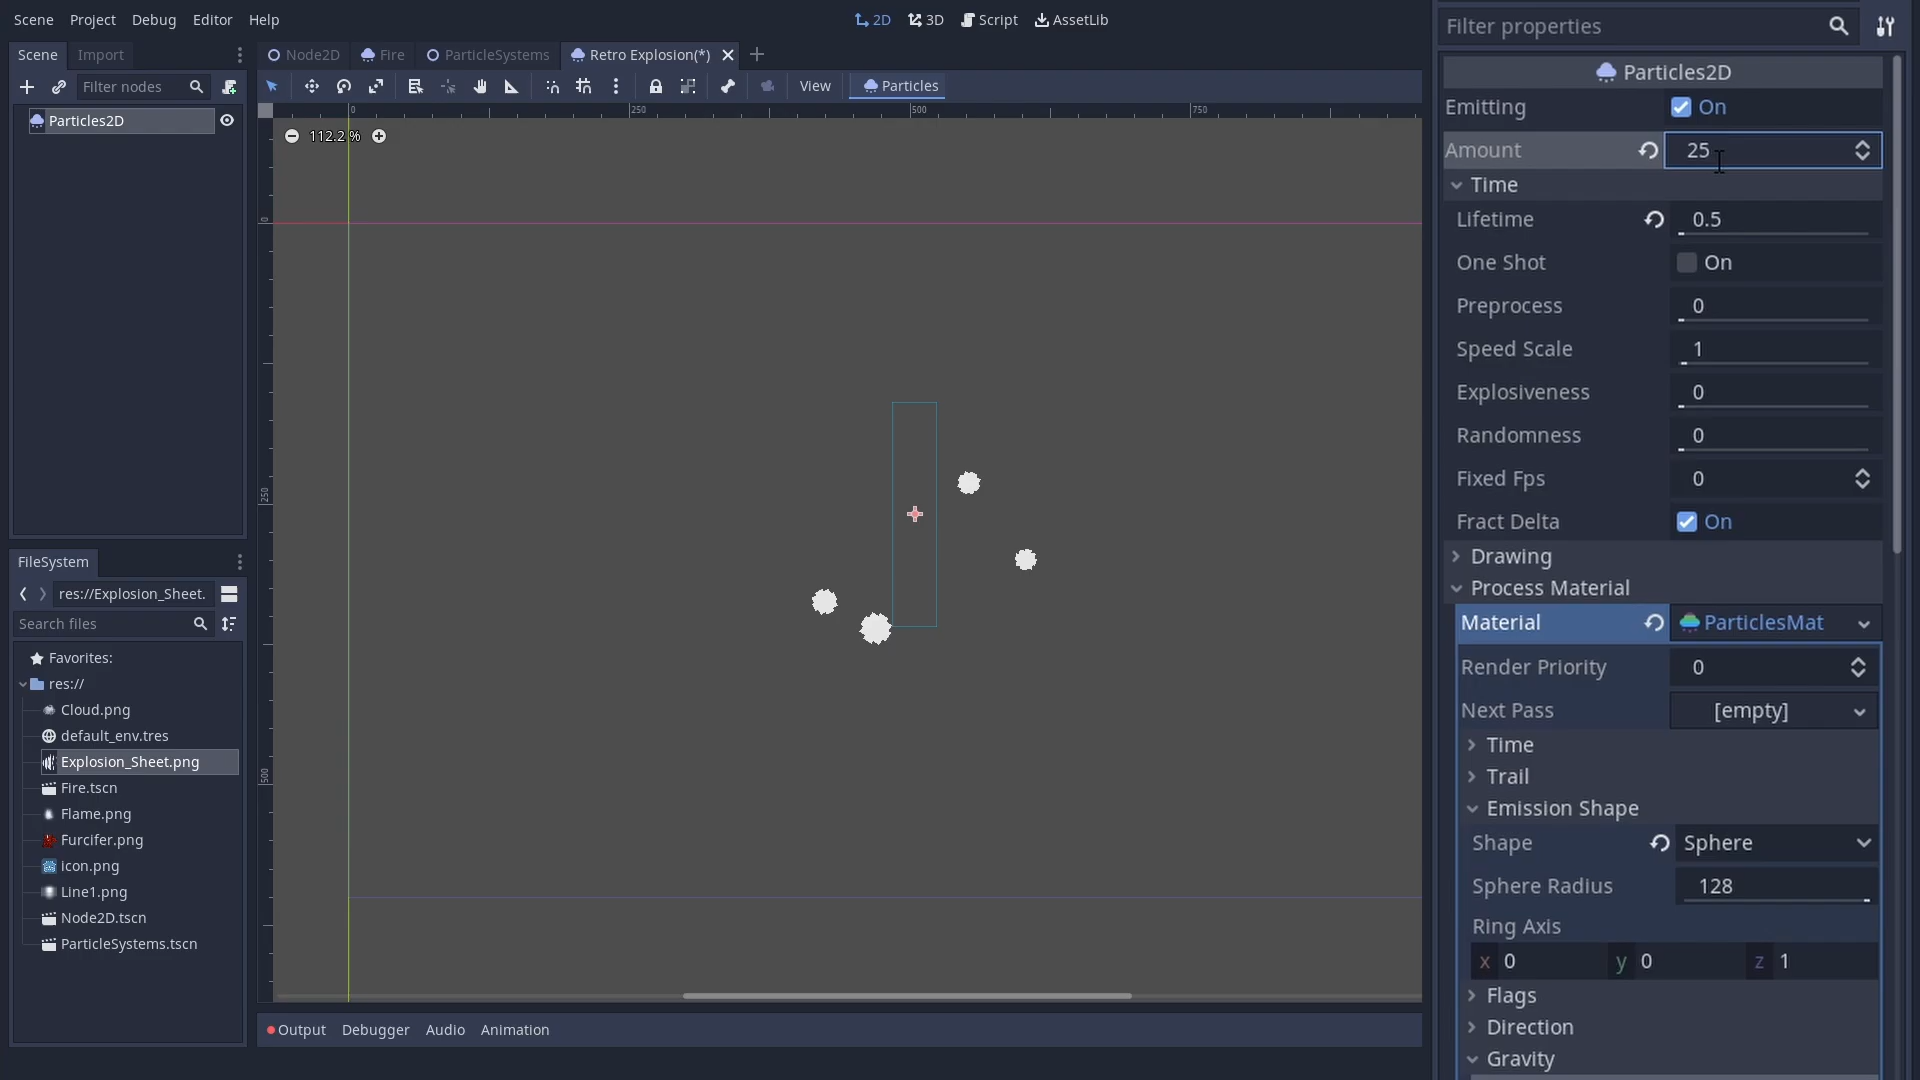 Scene Project Debug Editor Help
2D 3D Script AssetLib
Scene Import
Filter nodes
Particles2D
Node2D Fire ParticleSystems Retro Explosion(*)
View Particles
0 250 500 750
0
250
500
112.2 %
FileSystem
res://Explosion_Sheet.
Search files
Favorites:
res://
Cloud.png
default_env.tres
Explosion_Sheet.png
Fire.tscn
Flame.png
Furcifer.png
icon.png
Line1.png
Node2D.tscn
ParticleSystems.tscn
Output Debugger Audio Animation
Filter properties
Particles2D
Emitting On
Amount 25
Time
Lifetime 0.5
One Shot On
Preprocess 0
Speed Scale 1
Explosiveness 0
Randomness 0
Fixed Fps 0
Fract Delta On
Drawing
Process Material
Material ParticlesMat
Render Priority 0
Next Pass [empty]
Time
Trail
Emission Shape
Shape Sphere
Sphere Radius 128
Ring Axis
x 0 y 0 z 1
Flags
Direction
Gravity